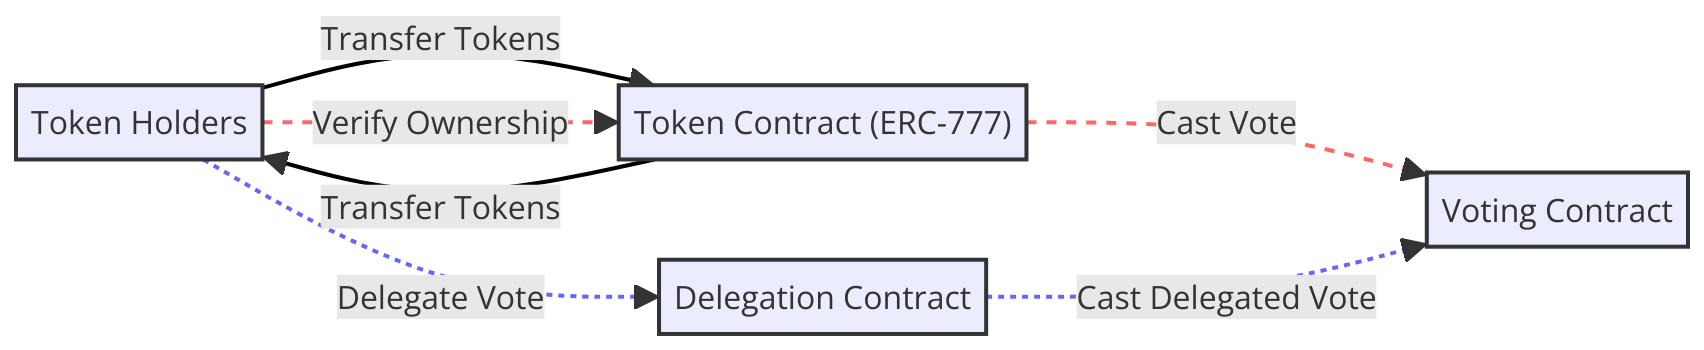 Transfer Tokens
Token Holders
Verify Ownership
Token Contract (ERC-777)
Cast Vote
Transfer Tokens
Voting Contract
Delegate Vote
Delegation Contract
Cast Delegated Vote